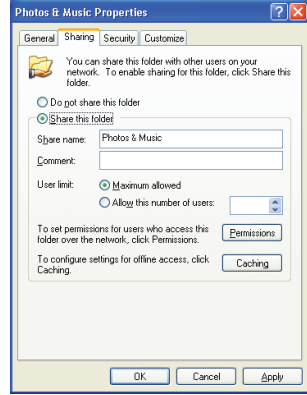 Photos & Music Properties
General Sharing Security Customize
You can share this folder with other users on your
network. To enable sharing for this folder, click Share this
folder.
Do not share this folder
Share this folder
Share name: Photos & Music
Comment:
User limit: Maximum allowed
Allow this number of users:
To set permissions for users who access this
folder over the network, click Permissions.
Permissions
To configure settings for offline access, click
Caching.
Caching
OK Cancel Apply